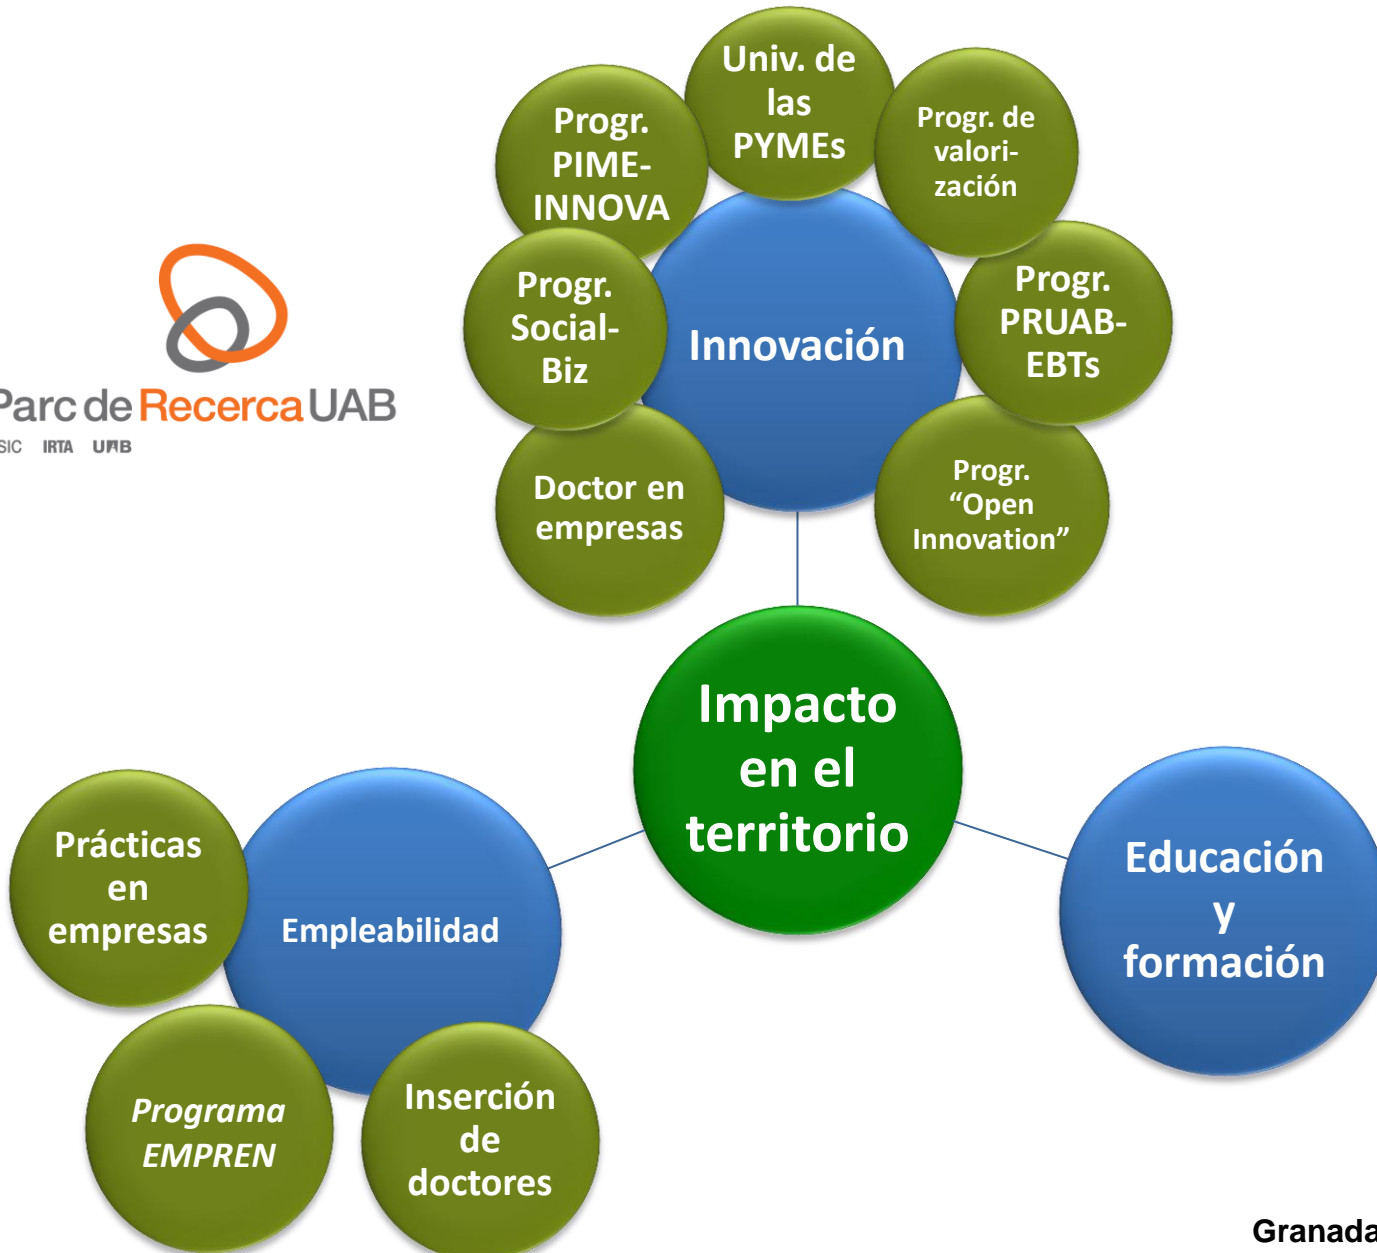 Univ. de
las
PYMEs
Progr.
PIME-
INNOVA
Progr. de
valori-
zación
Progr.
Social-
Biz
Innovación
Progr.
PRUAB-
EBTs
Parc de Recerca UAB
SIC IRTA UAB
Doctor en
empresas
Progr.
“Open
Innovation”
Impacto
en el
territorio
Prácticas
en
empresas
Empleabilidad
Educación
y
formación
Programa
EMPREN
Inserción
de
doctores
Granada